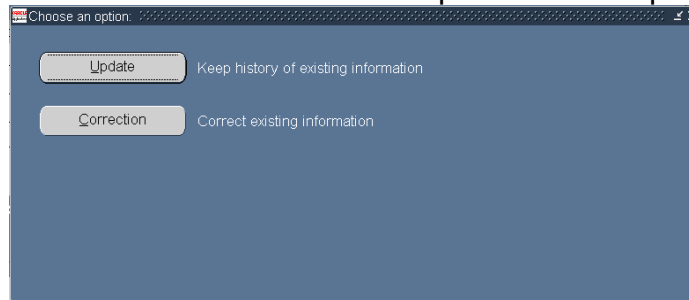 Choose an option:
Update Keep history of existing information
Correction Correct existing information